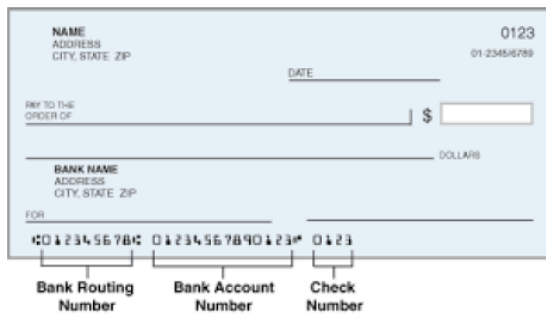 NAME
ADDRESS
CITY, STATE ZIP
0123
01-2345/6789
DATE
PAY TO THE
ORDER OF
$
DOLLARS
BANK NAME
ADDRESS
CITY, STATE ZIP
FOR
⑆012345678⑆ 01234567890123⑈ 0123
Bank Routing Number
Bank Account Number
Check Number